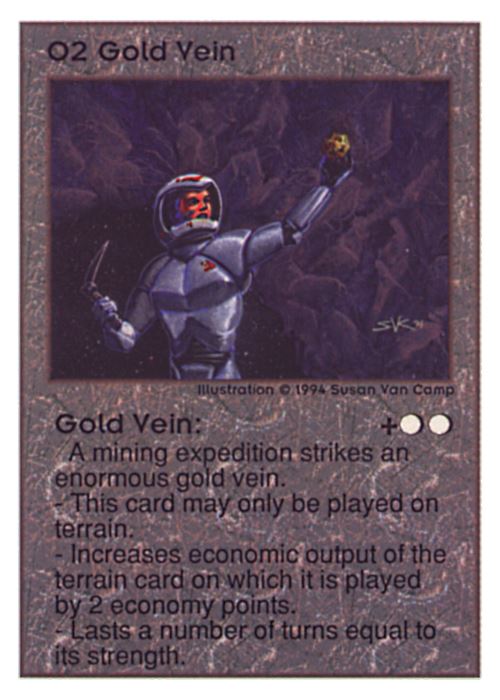 O2 Gold Vein
SVC '94
Illustration © 1994 Susan Van Camp
Gold Vein: +
A mining expedition strikes an
enormous gold vein.
- This card may only be played on
terrain.
- Increases economic output of the
terrain card on which it is played
by 2 economy points.
- Lasts a number of turns equal to
its strength.